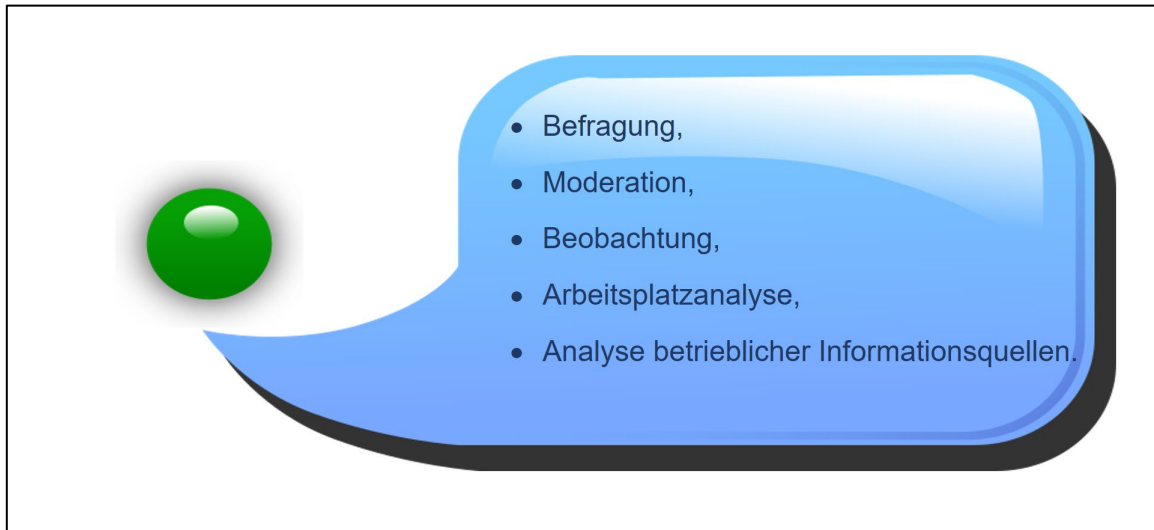 • Befragung,
• Moderation,
• Beobachtung,
• Arbeitsplatzanalyse,
• Analyse betrieblicher Informationsquellen.